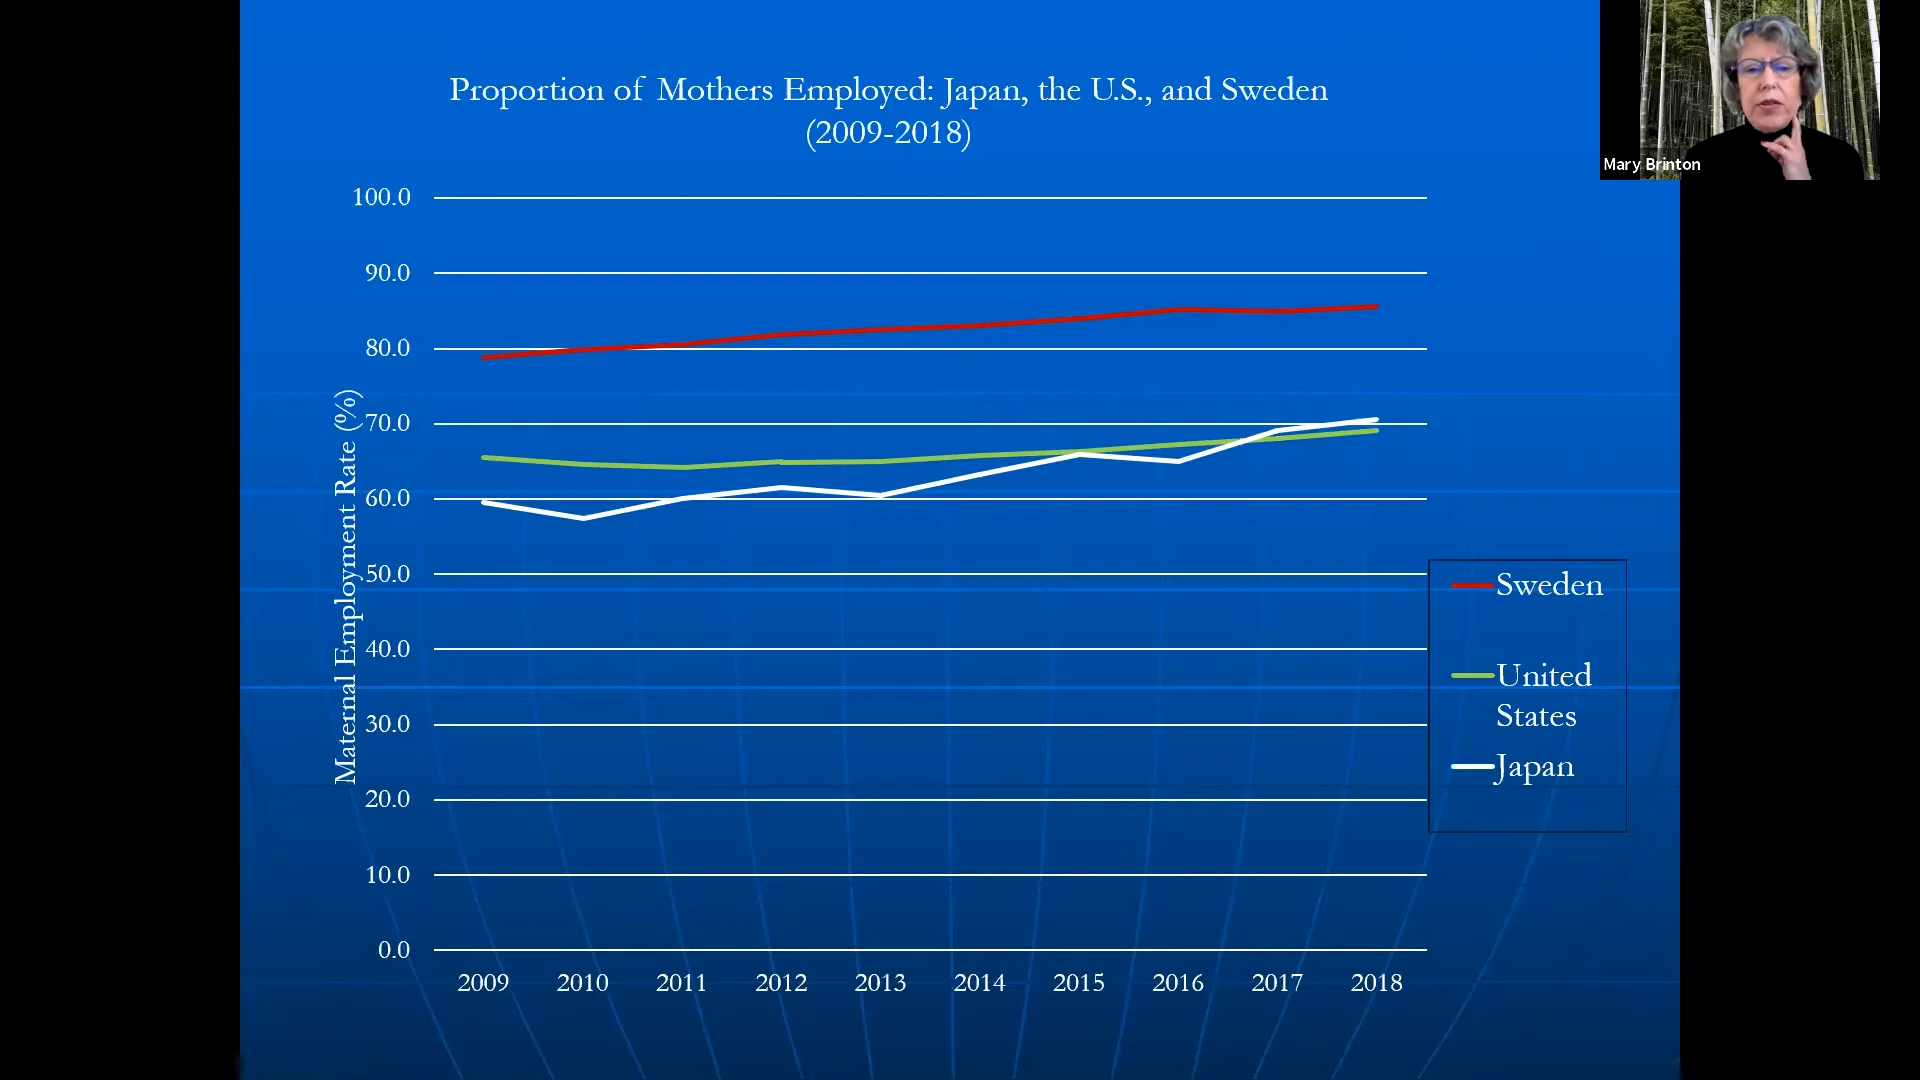 Proportion of Mothers Employed: Japan, the U.S., and Sweden
(2009-2018)
Mary Brinton
Maternal Employment Rate (%)
100.0
90.0
80.0
70.0
60.0
50.0
40.0
30.0
20.0
10.0
0.0
2009 2010 2011 2012 2013 2014 2015 2016 2017 2018
Sweden
United
States
Japan